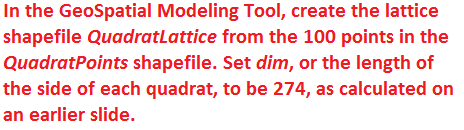 In the GeoSpatial Modeling Tool, create the lattice
shapefile QuadratLattice from the 100 points in the
QuadratPoints shapefile. Set dim, or the length of
the side of each quadrat, to be 274, as calculated on
an earlier slide.